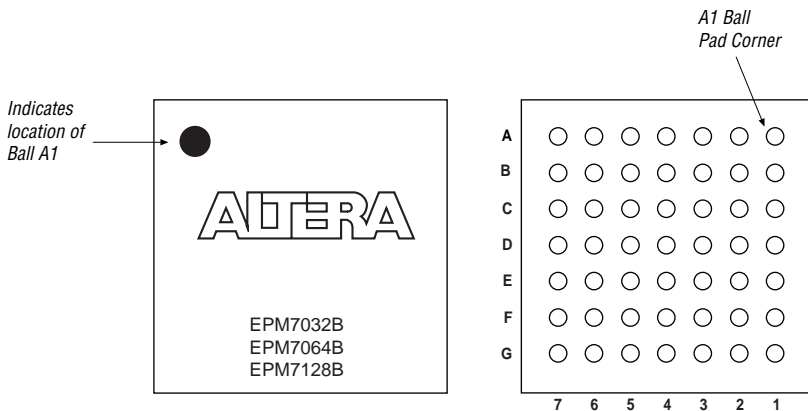 A1 Ball
Pad Corner
Indicates
location of
Ball A1
ALTERA
EPM7032B
EPM7064B
EPM7128B
A
B
C
D
E
F
G
7 6 5 4 3 2 1